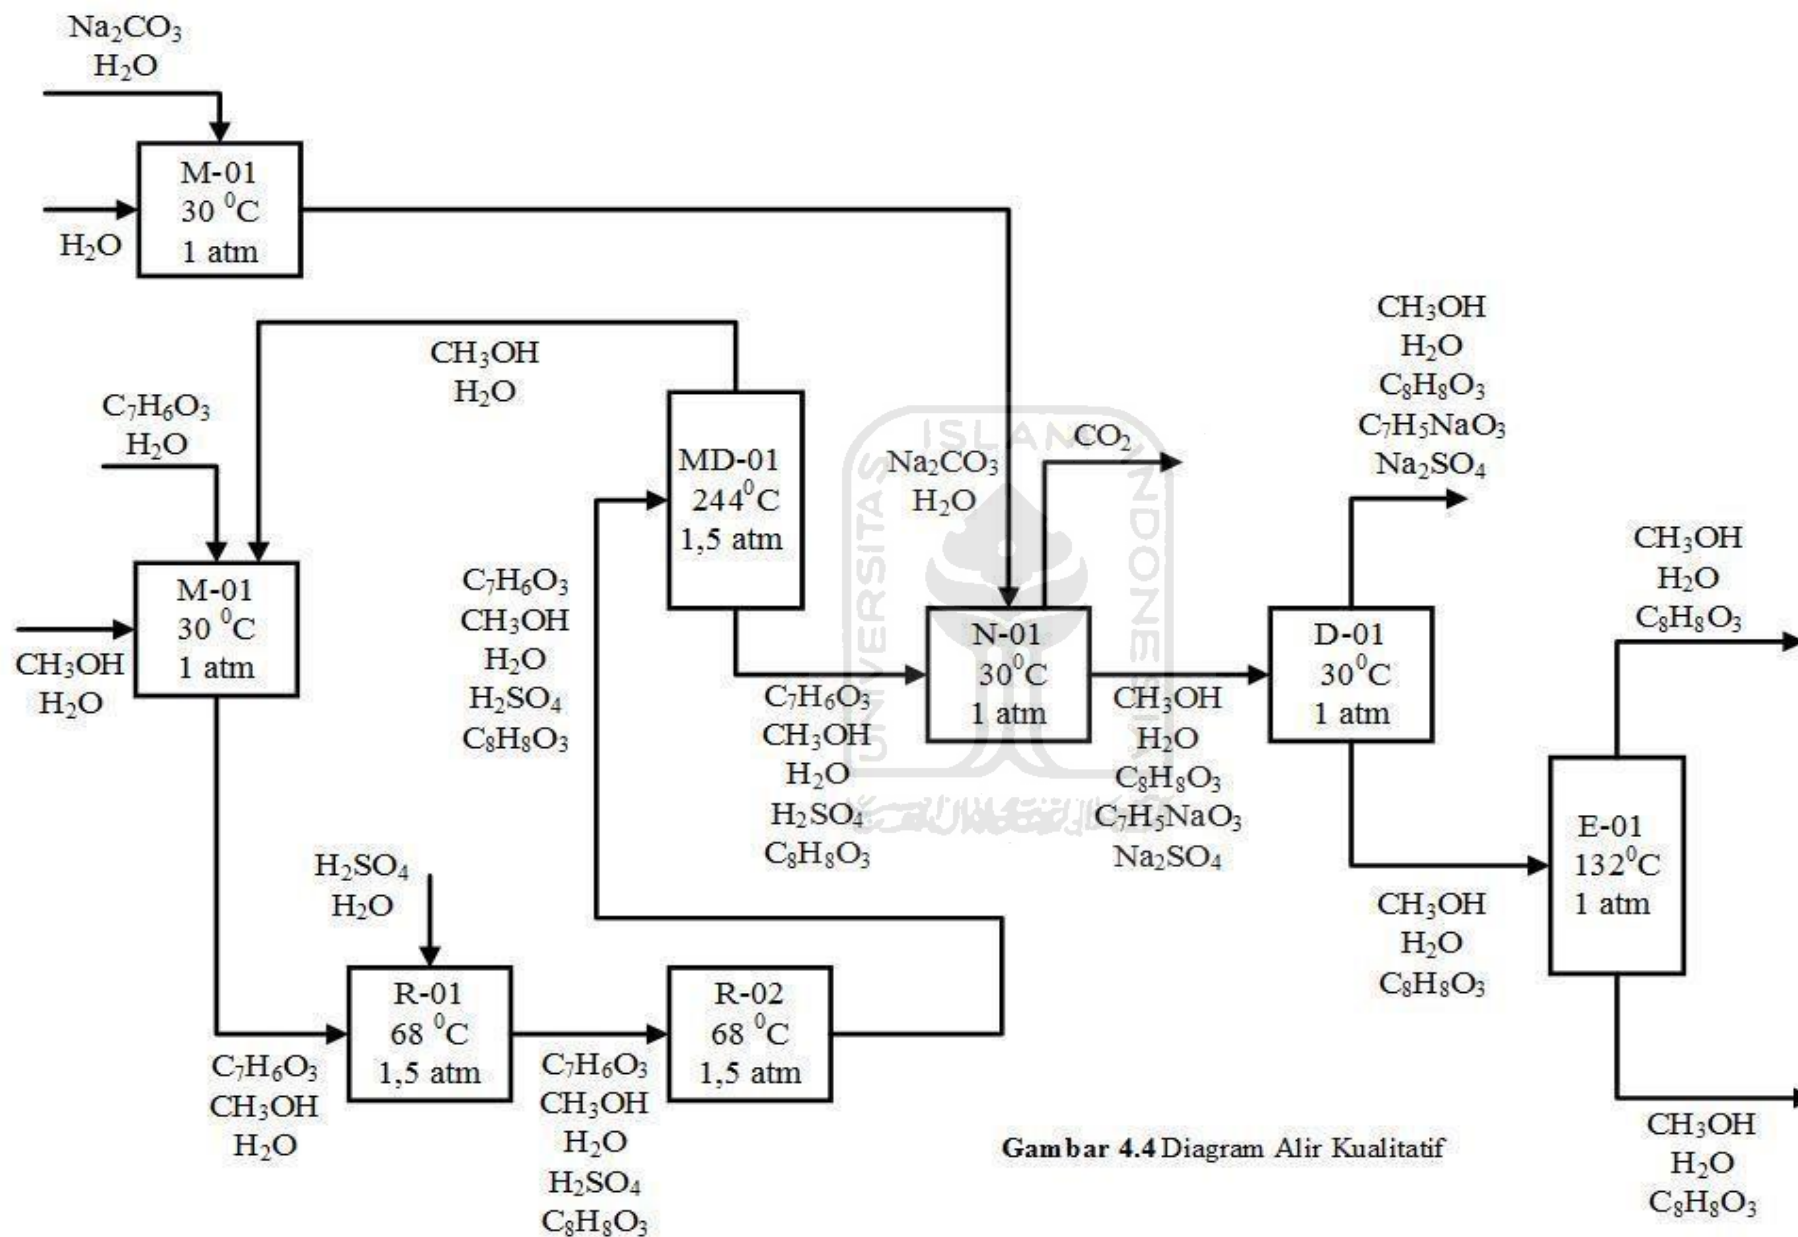 Na₂CO₃
H₂O
M-01
30 ⁰C
1 atm
H₂O
CH₃OH
H₂O
C₇H₆O₃
H₂O
M-01
30 ⁰C
1 atm
CH₃OH
H₂O
MD-01
244⁰C
1,5 atm
C₇H₆O₃
CH₃OH
H₂O
H₂SO₄
C₈H₈O₃
Na₂CO₃
H₂O
CO₂
ISLAM
UNIVERSITAS
INDONESIA
N-01
30⁰C
1 atm
C₇H₆O₃
CH₃OH
H₂O
H₂SO₄
C₈H₈O₃
CH₃OH
H₂O
C₈H₈O₃
C₇H₅NaO₃
Na₂SO₄
D-01
30⁰C
1 atm
CH₃OH
H₂O
C₈H₈O₃
C₇H₅NaO₃
Na₂SO₄
CH₃OH
H₂O
C₈H₈O₃
E-01
132⁰C
1 atm
CH₃OH
H₂O
C₈H₈O₃
H₂SO₄
H₂O
R-01
68 ⁰C
1,5 atm
R-02
68 ⁰C
1,5 atm
C₇H₆O₃
CH₃OH
H₂O
C₇H₆O₃
CH₃OH
H₂O
H₂SO₄
C₈H₈O₃
CH₃OH
H₂O
C₈H₈O₃
Gambar 4.4 Diagram Alir Kualitatif